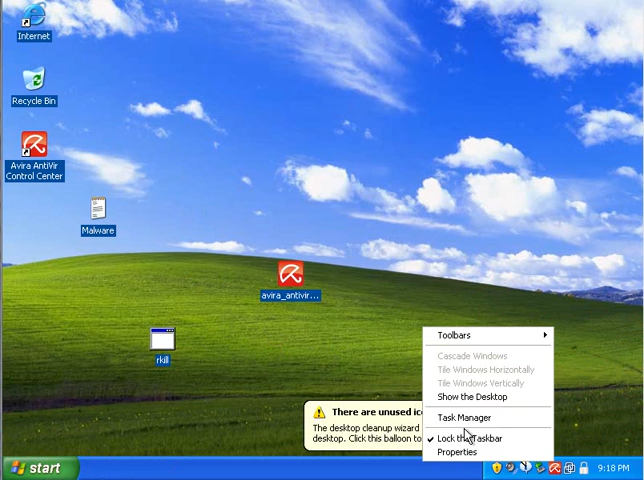 Internet
Recycle Bin
Avira AntiVir
Control Center
Malware
avira_antivir...
rkill
Toolbars
Cascade Windows
Tile Windows Horizontally
Tile Windows Vertically
Show the Desktop
Task Manager
Lock the Taskbar
Properties
There are unused ic
The desktop cleanup wizard
desktop. Click this balloon to
start
9:18 PM